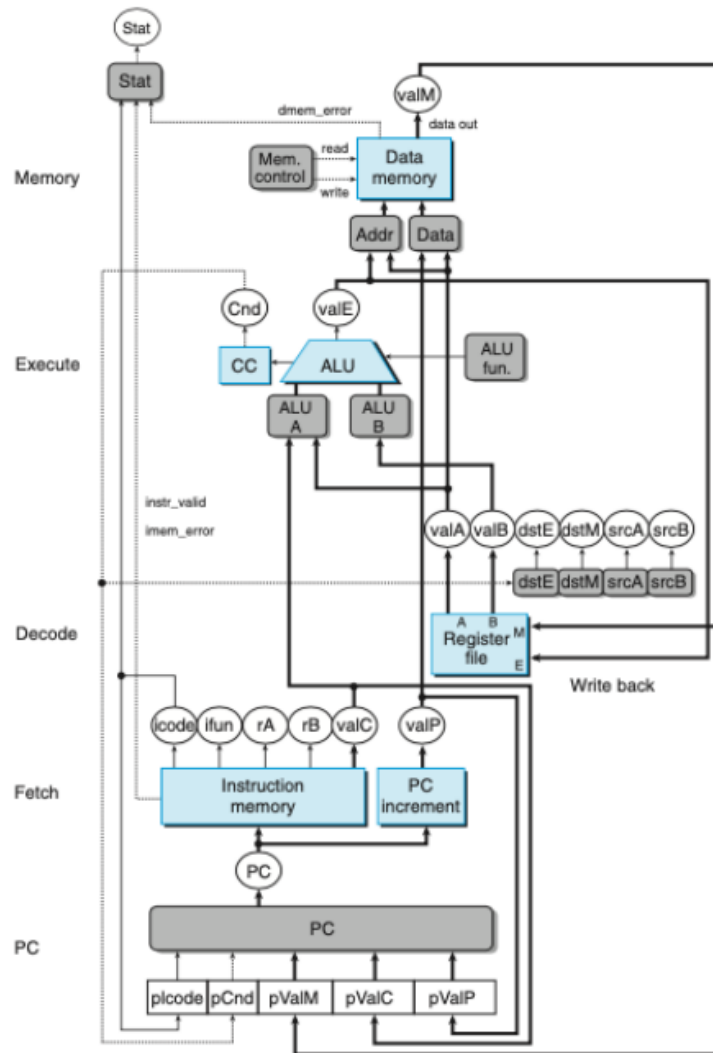 Stat
Stat
valM
dmem_error
data out
read
Mem.
control
Data
memory
Memory
write
Addr
Data
Cnd
valE
CC
ALU
ALU
fun.
Execute
ALU
A
ALU
B
instr_valid
imem_error
valA
valB
dstE
dstM
srcA
srcB
dstE
dstM
srcA
srcB
A
B
M
Register
file
E
Decode
Write back
icode
ifun
rA
rB
valC
valP
Instruction
memory
PC
increment
Fetch
PC
PC
PC
pIcode
pCnd
pValM
pValC
pValP